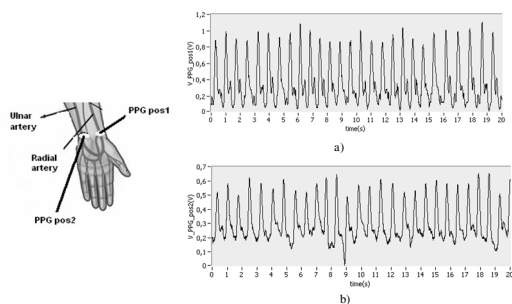 Ulnar
artery
PPG pos1
Radial
artery
PPG pos2
V_PPG_pos1(V)
1,2
1
0,8
0,6
0,4
0,2
0
0 1 2 3 4 5 6 7 8 9 10 11 12 13 14 15 16 17 18 19 20
time(s)
a)
V_PPG_pos2(V)
0,7
0,6
0,5
0,4
0,3
0,2
0,1
0
0 1 2 3 4 5 6 7 8 9 10 11 12 13 14 15 16 17 18 19 20
time(s)
b)